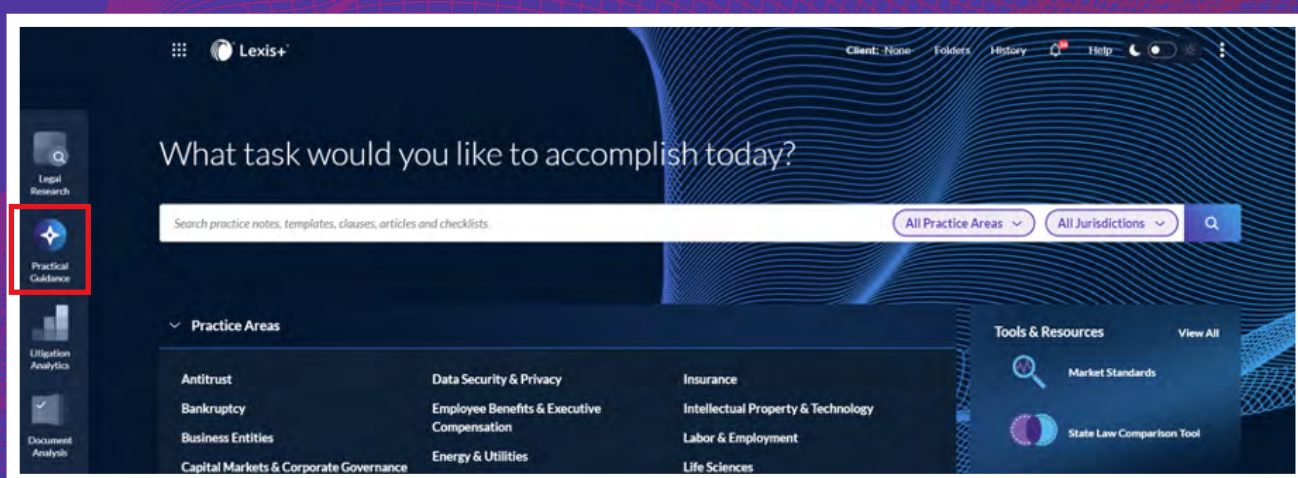 Lexis+
Client: -None-
Folders
History
Help
What task would you like to accomplish today?
Search practice notes, templates, clauses, articles and checklists
All Practice Areas
All Jurisdictions
Legal
Research
Practical
Guidance
Litigation
Analytics
Document
Analysis
Practice Areas
Antitrust
Bankruptcy
Business Entities
Capital Markets & Corporate Governance
Data Security & Privacy
Employee Benefits & Executive
Compensation
Energy & Utilities
Insurance
Intellectual Property & Technology
Labor & Employment
Life Sciences
Tools & Resources
View All
Market Standards
State Law Comparison Tool